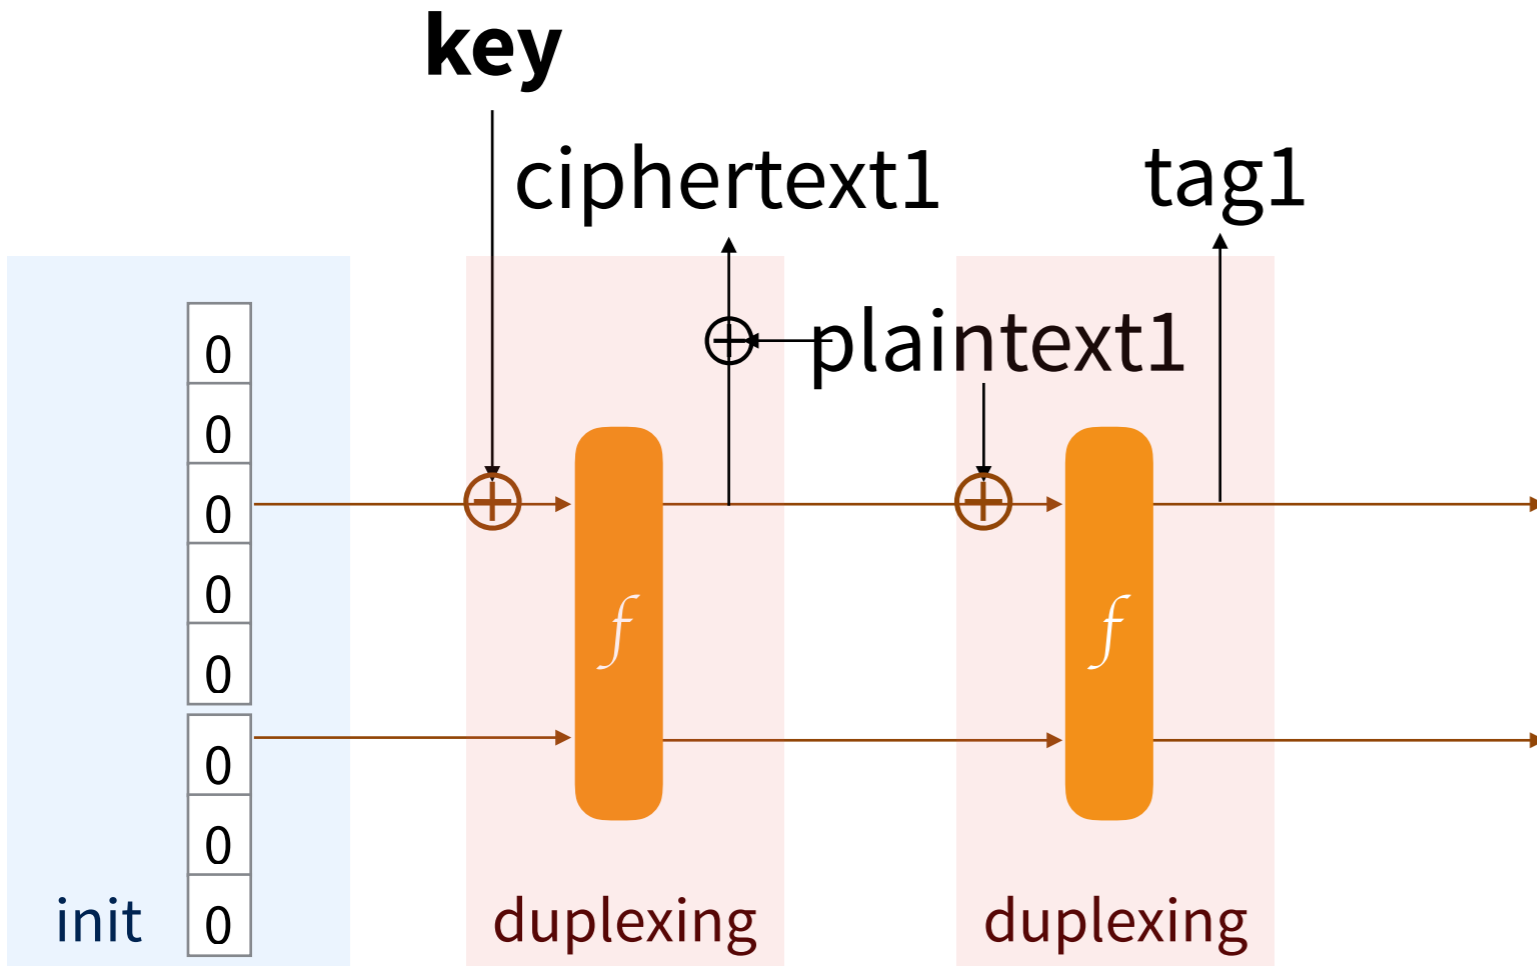 key
ciphertext1
tag1
plaintext1
0
0
0
0
0
0
0
0
f
f
init
duplexing
duplexing